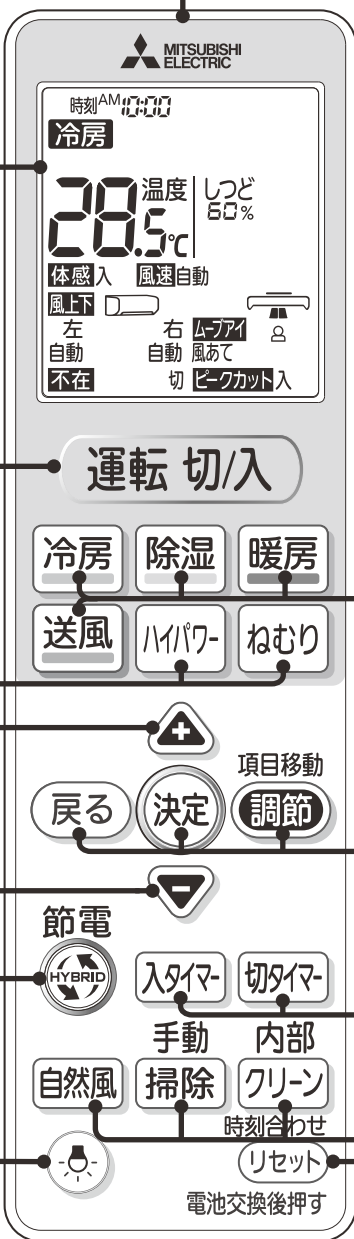 MITSUBISHI
ELECTRIC
時刻AM10:00
冷房
28.5℃ 温度 しつど 60%
体感 入 風速 自動
風上下
左 右 ムーブアイ
自動 自動 風あて
不在 切 ピークカット 入
運転 切/入
冷房 除湿 暖房
送風 ハイパワー ねむり
+
項目移動
戻る 決定 調節
-
節電
HYBRID 入タイマー 切タイマー
手動 内部
自然風 掃除 クリーン
時刻合わせ
リセット
電池交換後押す